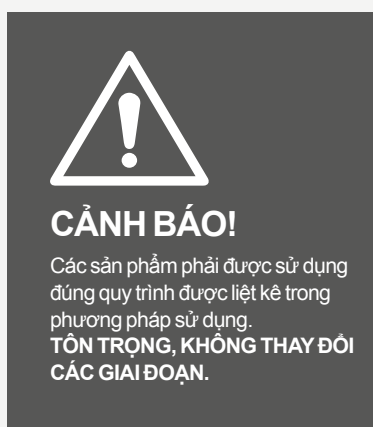 CẢNH BÁO!
Các sản phẩm phải được sử dụng
đúng quy trình được liệt kê trong
phương pháp sử dụng.
TÔN TRỌNG, KHÔNG THAY ĐỔI
CÁC GIAI ĐOẠN.